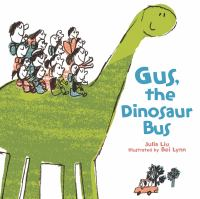 Gus,
the
Dinosaur
Bus
Julia Liu
Illustrated by Bei Lynn